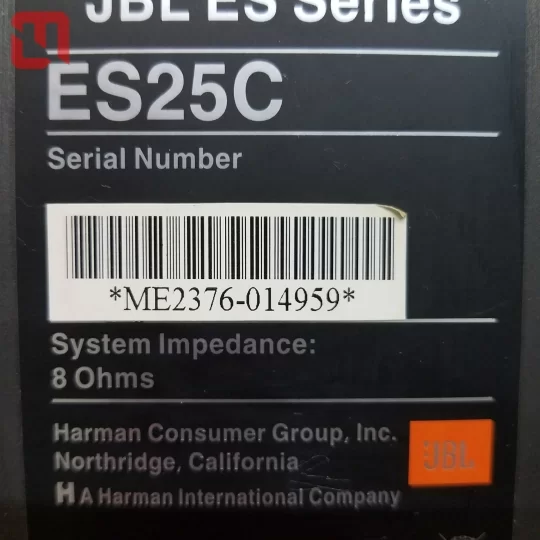 JBL ES Series
ES25C
Serial Number
*ME2376-014959*
System Impedance:
8 Ohms
Harman Consumer Group, Inc.
Northridge, California
JBL
H A Harman International Company